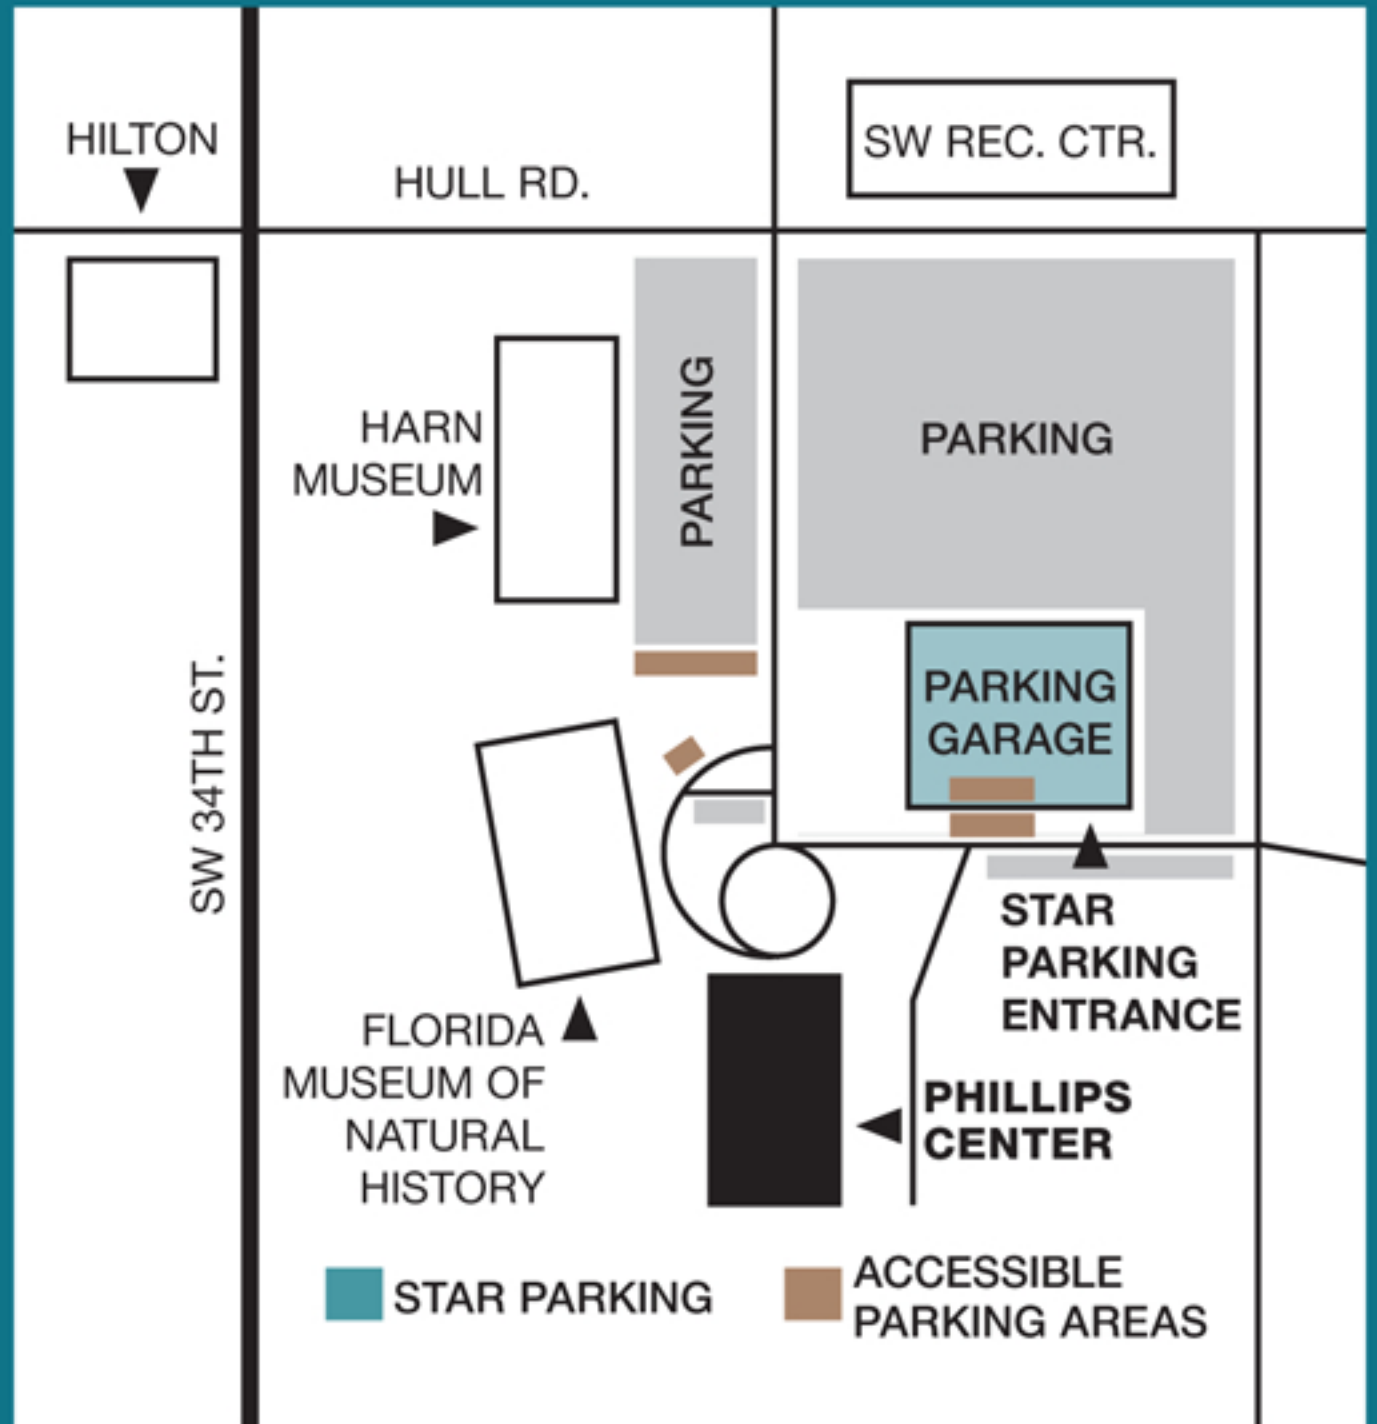 HILTON
HULL RD.
SW REC. CTR.
HARN
MUSEUM
PARKING
PARKING
PARKING
GARAGE
SW 34TH ST.
STAR
PARKING
ENTRANCE
FLORIDA
MUSEUM OF
NATURAL
HISTORY
PHILLIPS
CENTER
STAR PARKING
ACCESSIBLE
PARKING AREAS